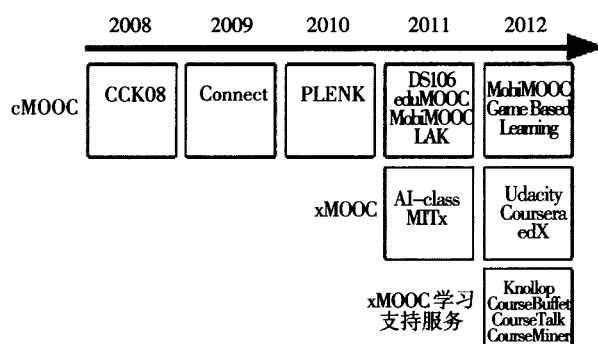 2008 2009 2010 2011 2012
cMOOC
CCK08
Connect
PLENK
DS106
eduMOOC
MobiMOOC
LAK
MobiMOOC
Game Based
Learning
xMOOC
AI-class
MITx
Udacity
Coursera
edX
xMOOC 学习
支持服务
Knollop
CourseBuffet
CourseTalk
CourseMiner